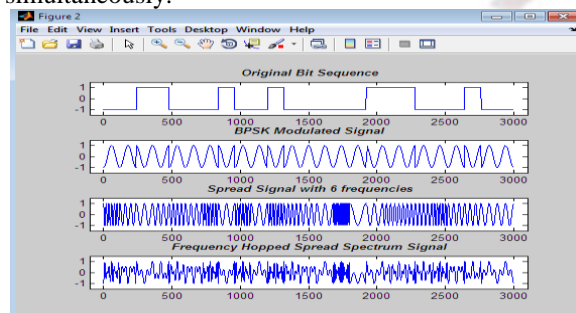 simultaneously.
Figure 2
File Edit View Insert Tools Desktop Window Help
Original Bit Sequence
1
0
-1
0 500 1000 1500 2000 2500 3000
BPSK Modulated Signal
1
0
-1
0 500 1000 1500 2000 2500 3000
Spread Signal with 6 frequencies
1
0
-1
0 500 1000 1500 2000 2500 3000
Frequency Hopped Spread Spectrum Signal
1
0
-1
0 500 1000 1500 2000 2500 3000